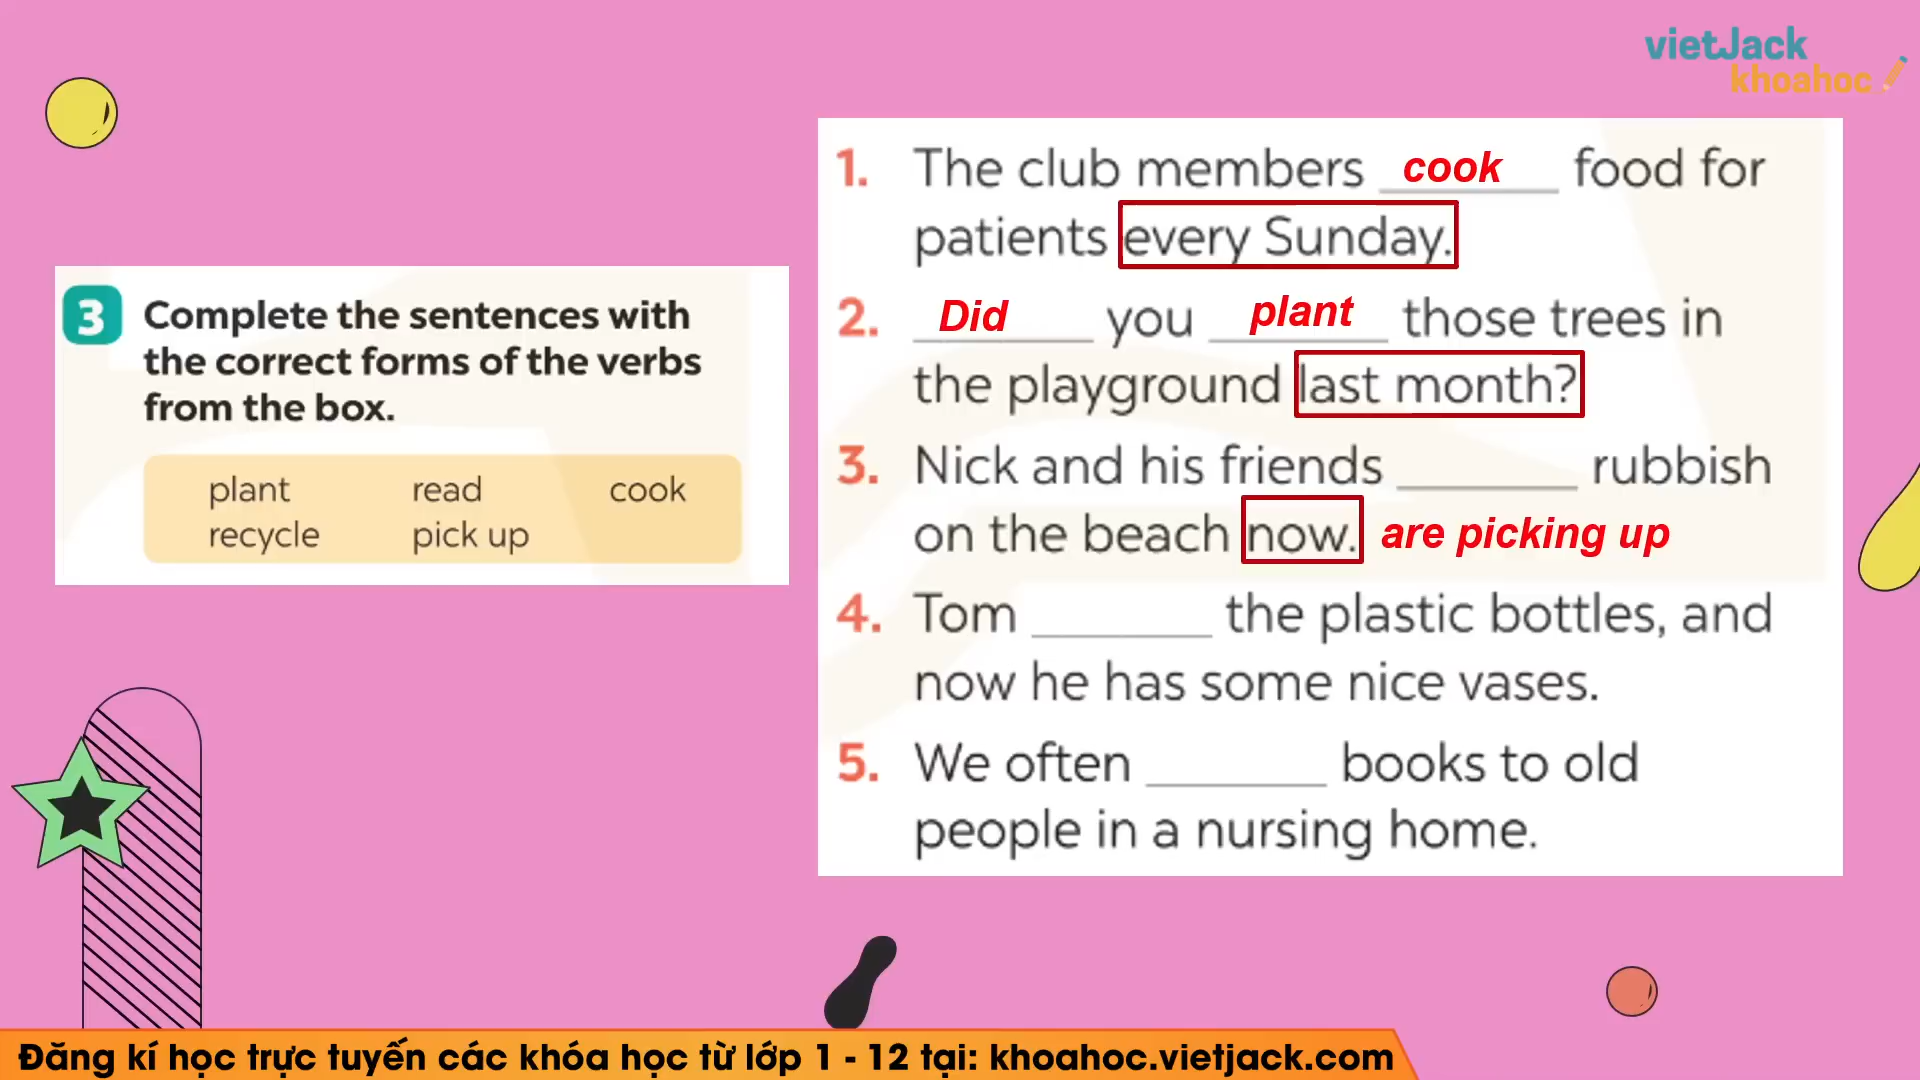 vietJack
khoahoc
3 Complete the sentences with
the correct forms of the verbs
from the box.
plant read cook
recycle pick up
1. The club members cook food for
patients every Sunday.
2. Did you plant those trees in
the playground last month?
3. Nick and his friends ______ rubbish
on the beach now. are picking up
4. Tom ______ the plastic bottles, and
now he has some nice vases.
5. We often ______ books to old
people in a nursing home.
Đăng kí học trực tuyến các khóa học từ lớp 1 - 12 tại: khoahoc.vietjack.com